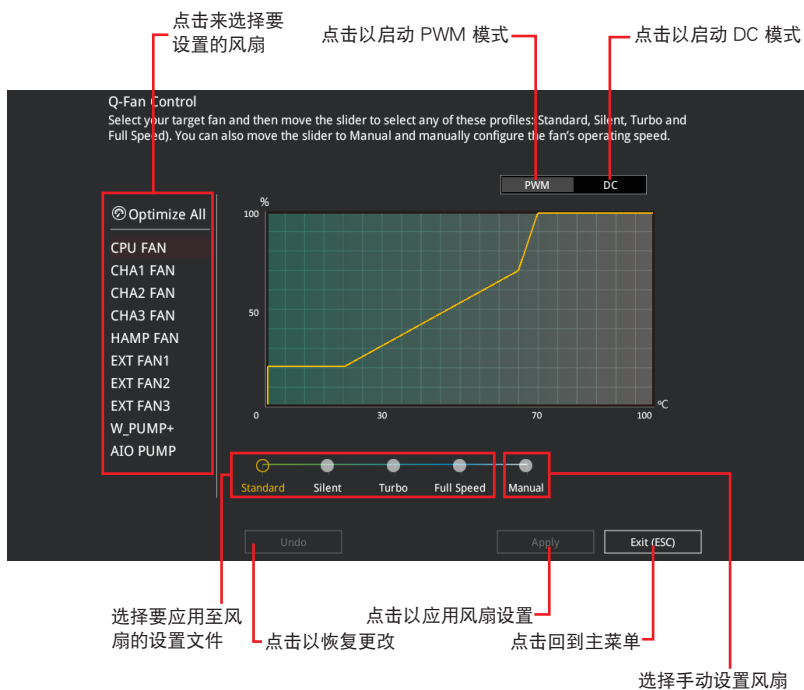 点击来选择要
设置的风扇
点击以启动 PWM 模式
点击以启动 DC 模式
Q-Fan Control
Select your target fan and then move the slider to select any of these profiles: Standard, Silent, Turbo and
Full Speed). You can also move the slider to Manual and manually configure the fan's operating speed.
PWM
DC
Optimize All
CPU FAN
CHA1 FAN
CHA2 FAN
CHA3 FAN
HAMP FAN
EXT FAN1
EXT FAN2
EXT FAN3
W_PUMP+
AIO PUMP
%
100
50
0
30
70
100
°C
Standard
Silent
Turbo
Full Speed
Manual
Undo
Apply
Exit (ESC)
选择要应用至风
扇的设置文件
点击以恢复更改
点击以应用风扇设置
点击回到主菜单
选择手动设置风扇